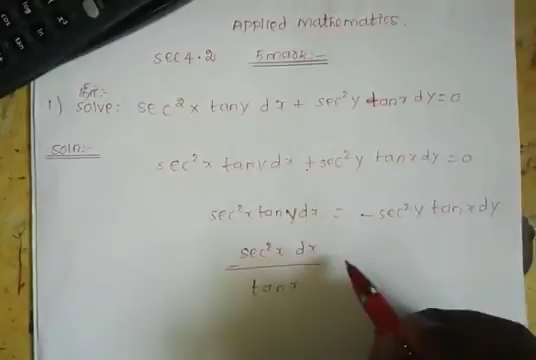 Applied Mathematics.
Sec 4.2 5 mark:-
1) Solve: sec²x tany dx + sec²y tanx dy = 0
Soln:-
sec²x tany dx + sec²y tanx dy = 0
sec²x tany dx = - sec²y tanx dy
sec²x dx
tanx